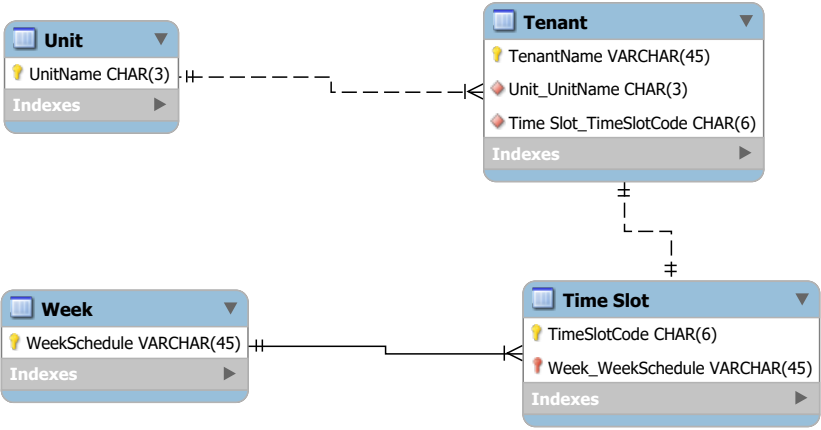 Unit
UnitName CHAR(3)
Indexes
Tenant
TenantName VARCHAR(45)
Unit_UnitName CHAR(3)
Time Slot_TimeSlotCode CHAR(6)
Indexes
Week
WeekSchedule VARCHAR(45)
Indexes
Time Slot
TimeSlotCode CHAR(6)
Week_WeekSchedule VARCHAR(45)
Indexes